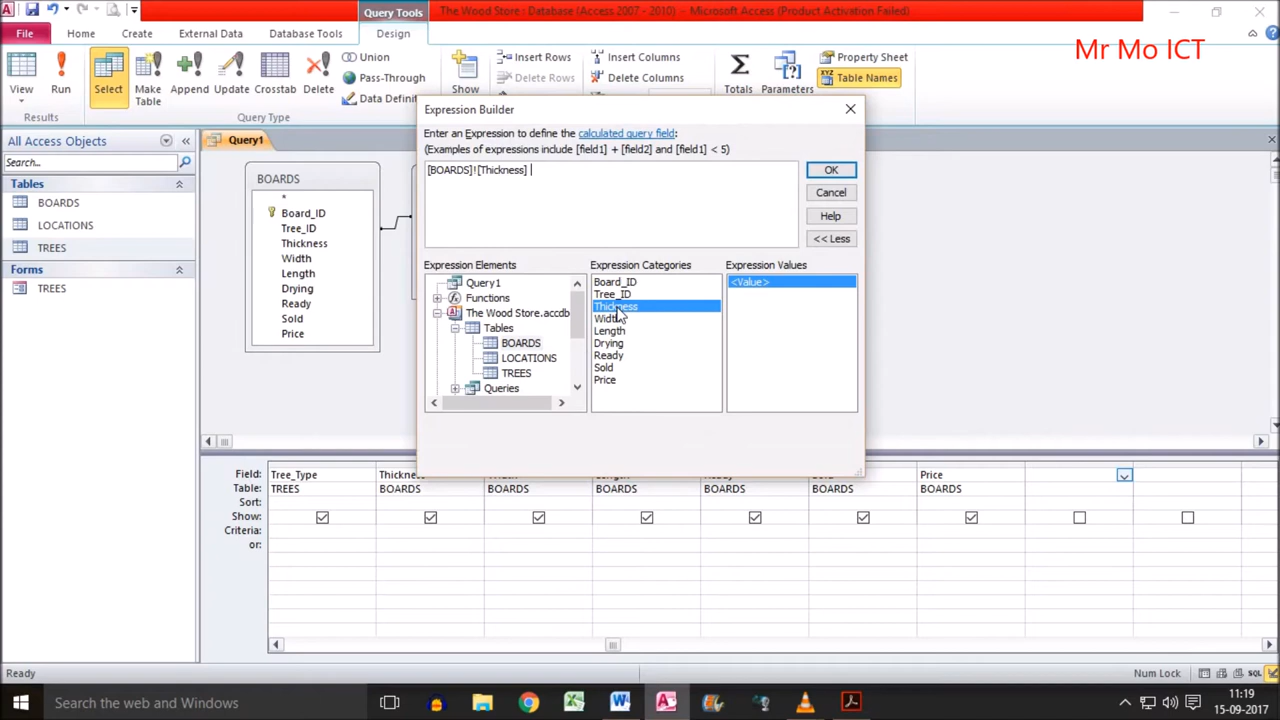 Query Tools
The Wood Store : Database (Access 2007 - 2010) - Microsoft Access (Product Activation Failed)
File Home Create External Data Database Tools Design
Mr Mo ICT
View Run Select Make Table Append Update Crosstab Delete
Union
Pass-Through
Data Defini
Show
Insert Rows
Delete Rows
Insert Columns
Delete Columns
Totals
Parameters
Property Sheet
Table Names
Results Query Type
All Access Objects
Search...
Tables
BOARDS
LOCATIONS
TREES
Forms
TREES
Query1
BOARDS
*
Board_ID
Tree_ID
Thickness
Width
Length
Drying
Ready
Sold
Price
Expression Builder
Enter an Expression to define the calculated query field:
(Examples of expressions include [field1] + [field2] and [field1] < 5)
[BOARDS]![Thickness]
OK
Cancel
Help
<< Less
Expression Elements
Query1
Functions
The Wood Store.accdb
Tables
BOARDS
LOCATIONS
TREES
Queries
Expression Categories
Board_ID
Tree_ID
Thickness
Width
Length
Drying
Ready
Sold
Price
Expression Values
<Value>
Field: Tree_Type Thickness Price
Table: TREES BOARDS BOARDS BOARDS BOARDS BOARDS BOARDS
Sort:
Show:
Criteria:
or:
Ready
Num Lock
SQL
Search the web and Windows
11:19
15-09-2017